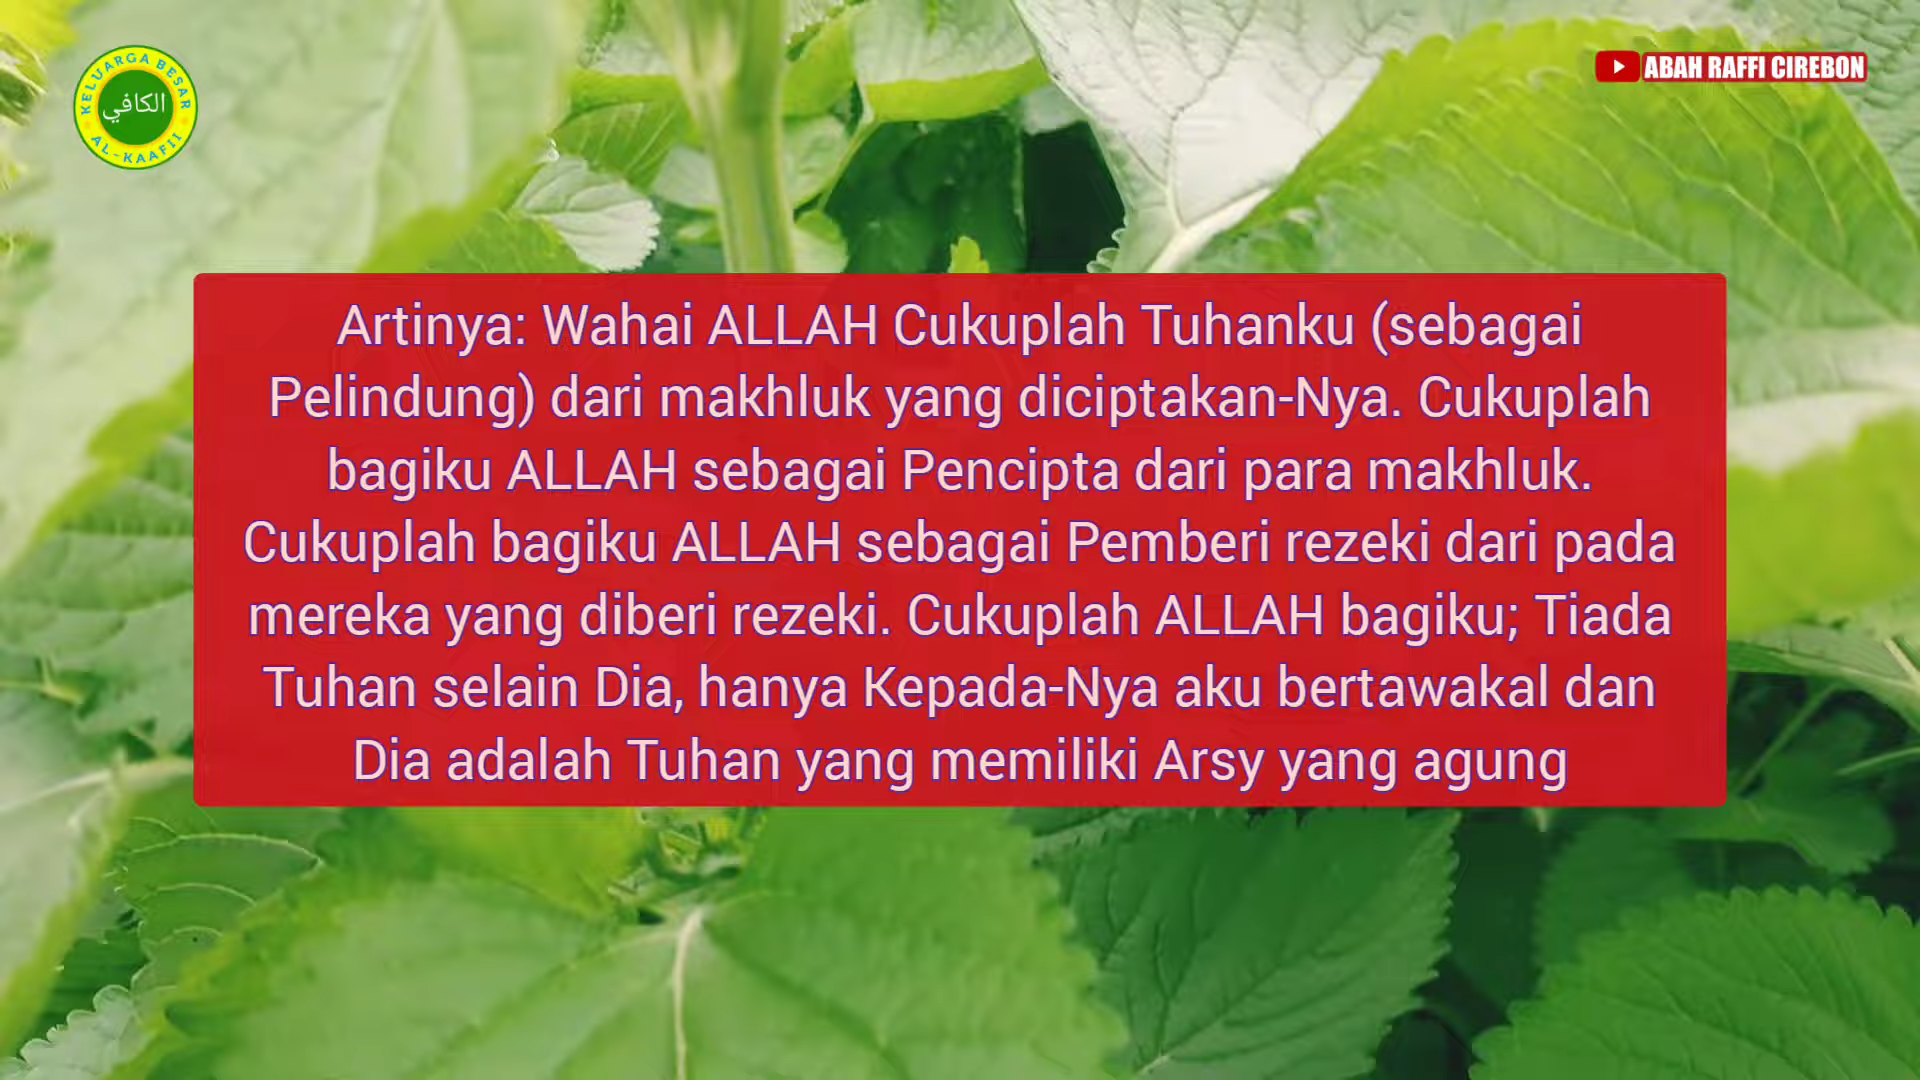 KELUARGA BESAR
الكافي
AL-KAAFII
ABAH RAFFI CIREBON
Artinya: Wahai ALLAH Cukuplah Tuhanku (sebagai
Pelindung) dari makhluk yang diciptakan-Nya. Cukuplah
bagiku ALLAH sebagai Pencipta dari para makhluk.
Cukuplah bagiku ALLAH sebagai Pemberi rezeki dari pada
mereka yang diberi rezeki. Cukuplah ALLAH bagiku; Tiada
Tuhan selain Dia, hanya Kepada-Nya aku bertawakal dan
Dia adalah Tuhan yang memiliki Arsy yang agung